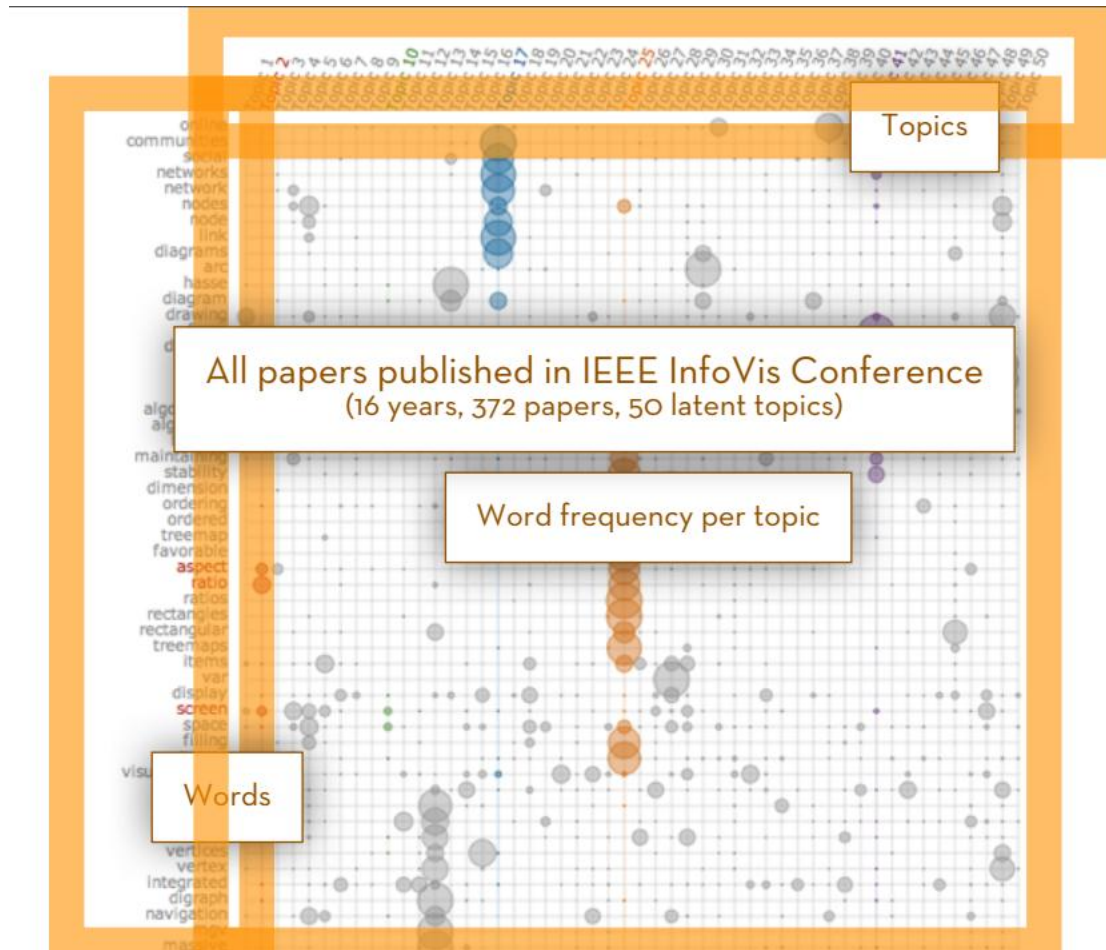 Topic 1
Topic 2
Topic 3
Topic 4
Topic 5
Topic 6
Topic 7
Topic 8
Topic 9
Topic 10
Topic 11
Topic 12
Topic 13
Topic 14
Topic 15
Topic 16
Topic 17
Topic 18
Topic 19
Topic 20
Topic 21
Topic 22
Topic 23
Topic 24
Topic 25
Topic 26
Topic 27
Topic 28
Topic 29
Topic 30
Topic 31
Topic 32
Topic 33
Topic 34
Topic 35
Topic 36
Topic 37
Topic 38
Topic 39
Topic 40
Topic 41
Topic 42
Topic 43
Topic 44
Topic 45
Topic 46
Topic 47
Topic 48
Topic 49
Topic 50
Topics
online
communities
social
networks
network
nodes
node
link
diagrams
arc
hasse
diagram
drawing
All papers published in IEEE InfoVis Conference
(16 years, 372 papers, 50 latent topics)
maintaining
stability
dimension
ordering
ordered
treemap
favorable
Word frequency per topic
aspect
ratio
ratios
rectangles
rectangular
treemaps
items
var
display
screen
space
filling
Words
vertices
vertex
integrated
digraph
navigation
massive